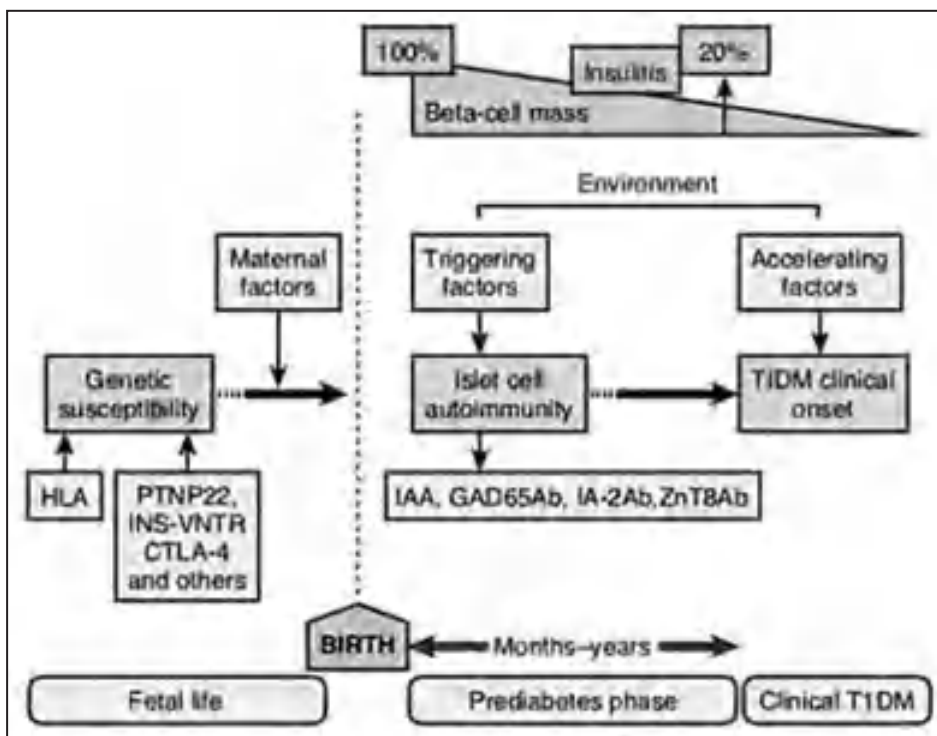 100%
Insulitis
20%
Beta-cell mass
Environment
Maternal
factors
Triggering
factors
Accelerating
factors
Genetic
susceptibility
Islet cell
autoimmunity
TIDM clinical
onset
HLA
PTNP22,
INS-VNTR
CTLA-4
and others
IAA, GAD65Ab, IA-2Ab,ZnT8Ab
BIRTH
Months–years
Fetal life
Prediabetes phase
Clinical T1DM